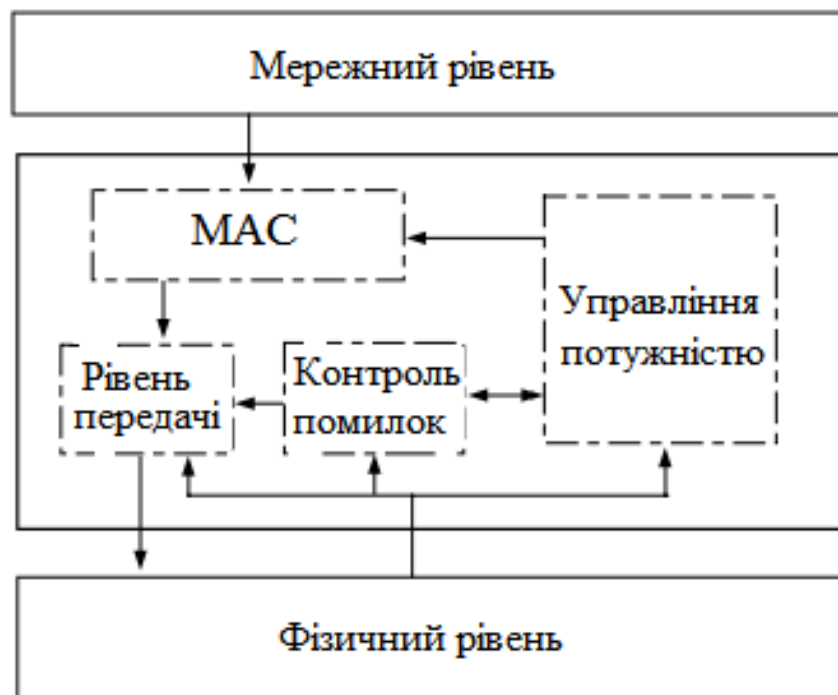 Мережний рівень
МАС
Управління
потужністю
Рівень
передачі
Контроль
помилок
Фізичний рівень